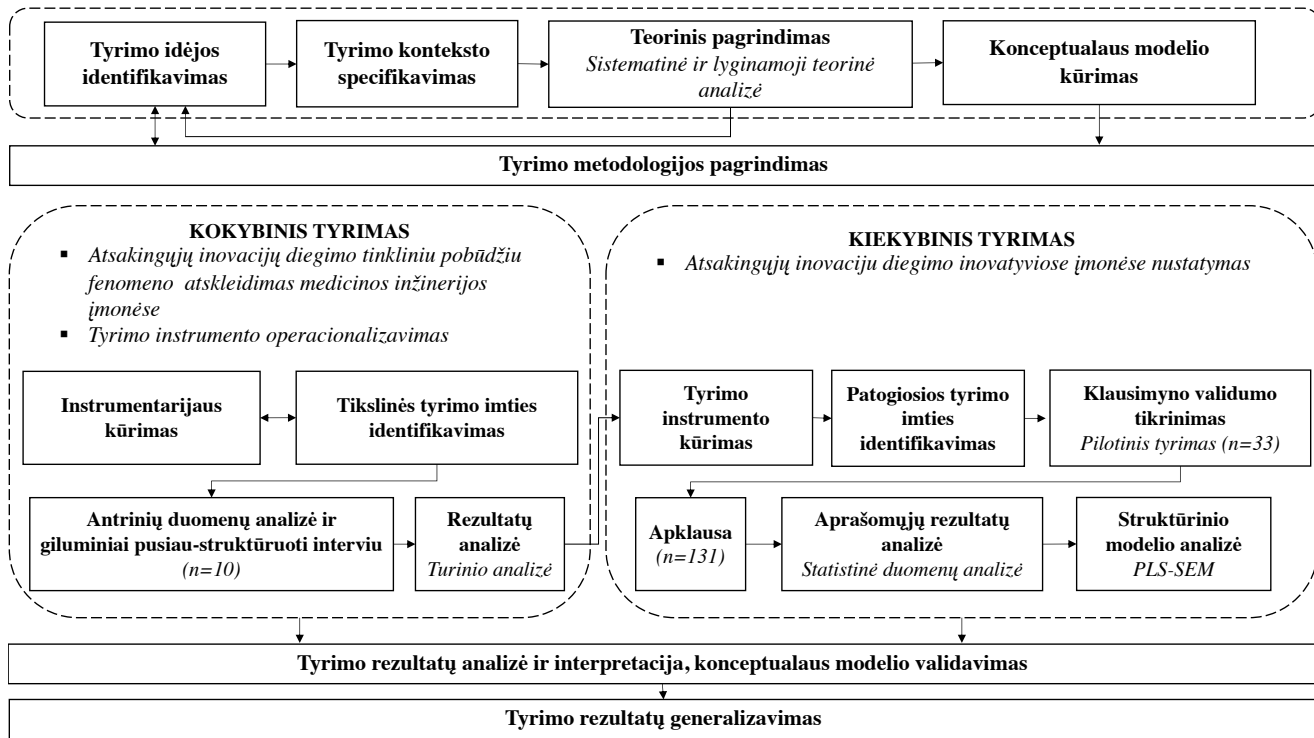 Tyrimo idėjos
identifikavimas
Tyrimo konteksto
specifikavimas
Teorinis pagrindimas
Sistematinė ir lyginamoji teorinė
analizė
Konceptualaus modelio
kūrimas
Tyrimo metodologijos pagrindimas
KOKYBINIS TYRIMAS
▪ Atsakingųjų inovacijų diegimo tinkliniu pobūdžiu
fenomeno atskleidimas medicinos inžinerijos
įmonėse
▪ Tyrimo instrumento operacionalizavimas
Instrumentarijaus
kūrimas
Tikslinės tyrimo imties
identifikavimas
Antrinių duomenų analizė ir
giluminiai pusiau-struktūruoti interviu
(n=10)
Rezultatų
analizė
Turinio analizė
KIEKYBINIS TYRIMAS
▪ Atsakingųjų inovaciju diegimo inovatyviose įmonėse nustatymas
Tyrimo
instrumento
kūrimas
Patogiosios tyrimo
imties
identifikavimas
Klausimyno validumo
tikrinimas
Pilotinis tyrimas (n=33)
Apklausa
(n=131)
Aprašomųjų rezultatų
analizė
Statistinė duomenų analizė
Struktūrinio
modelio analizė
PLS-SEM
Tyrimo rezultatų analizė ir interpretacija, konceptualaus modelio validavimas
Tyrimo rezultatų generalizavimas